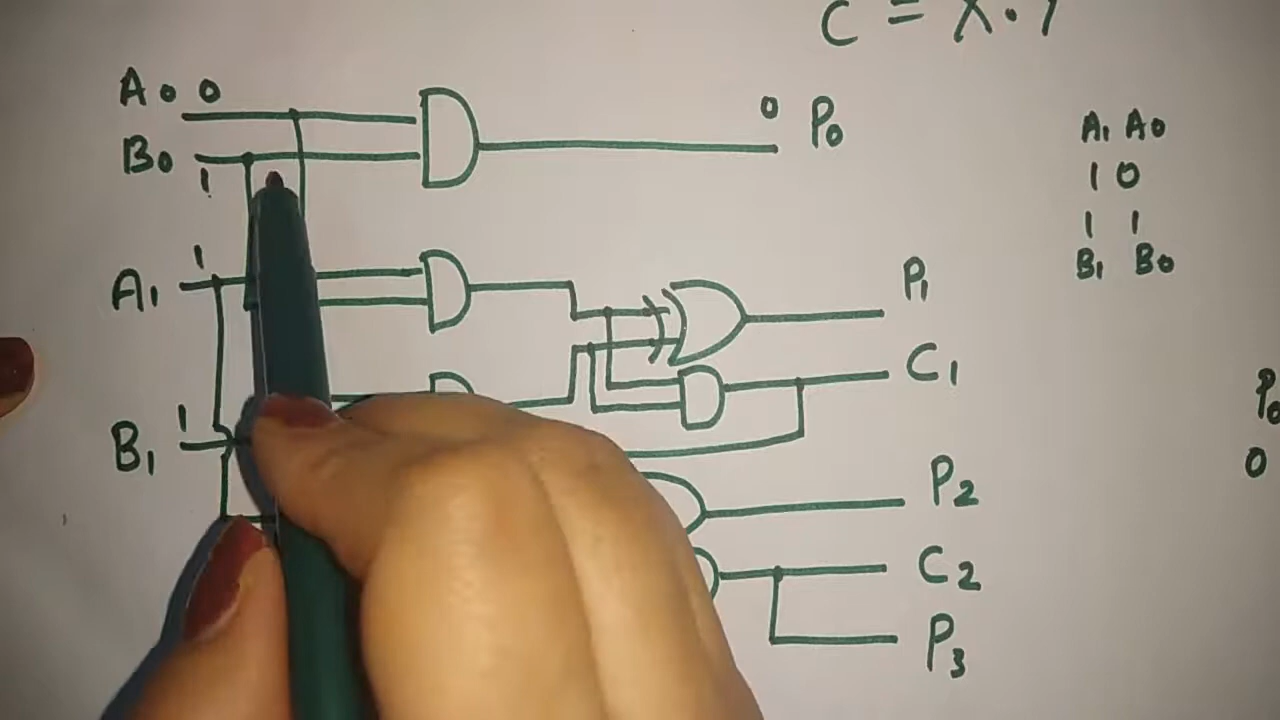 C = X . Y
A0 0
B0
1
0 P0
A1 A0
1 0
1 1
B1 B0
1
A1
P1
C1
1
B1
P0
0
P2
C2
P3